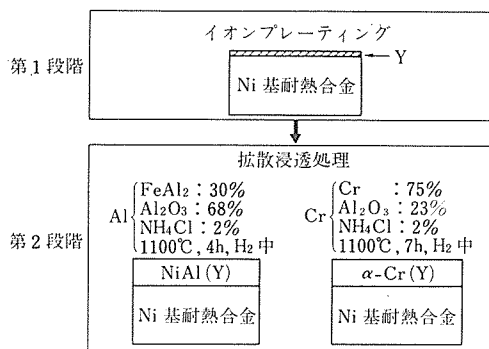 イオンプレーティング
第1段階
Y
Ni 基耐熱合金
拡散浸透処理
第2段階
Al
FeAl₂ : 30%
Al₂O₃ : 68%
NH₄Cl : 2%
1100℃, 4h, H₂ 中
NiAl (Y)
Ni 基耐熱合金
Cr
Cr : 75%
Al₂O₃ : 23%
NH₄Cl : 2%
1100℃, 7h, H₂ 中
α-Cr (Y)
Ni 基耐熱合金